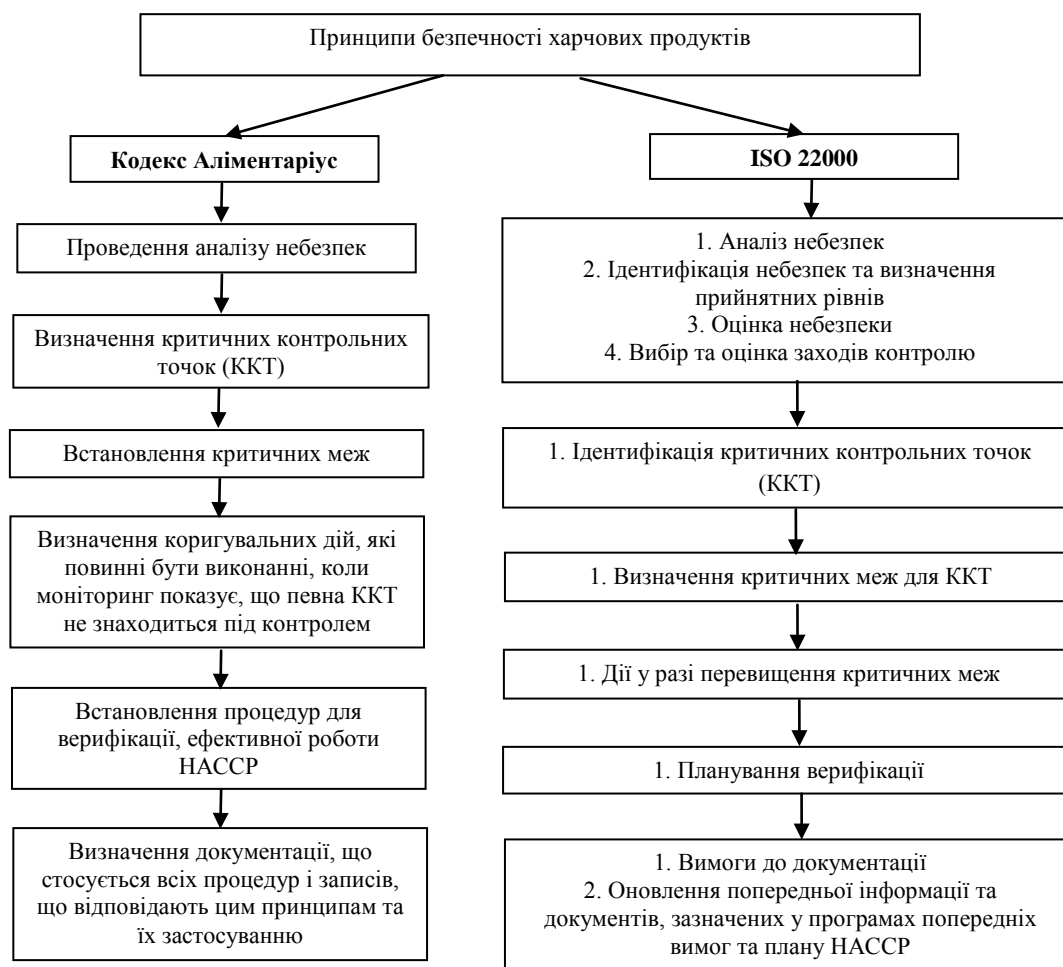 Принципи безпечності харчових продуктів
Кодекс Аліментаріус
Проведення аналізу небезпек
Визначення критичних контрольних
точок (ККТ)
Встановлення критичних меж
Визначення коригувальних дій, які
повинні бути виконанні, коли
моніторинг показує, що певна ККТ
не знаходиться під контролем
Встановлення процедур для
верифікації, ефективної роботи
НАССР
Визначення документації, що
стосується всіх процедур і записів,
що відповідають цим принципам та
їх застосуванню
ISO 22000
1. Аналіз небезпек
2. Ідентифікація небезпек та визначення
прийнятних рівнів
3. Оцінка небезпеки
4. Вибір та оцінка заходів контролю
1. Ідентифікація критичних контрольних точок
(ККТ)
1. Визначення критичних меж для ККТ
1. Дії у разі перевищення критичних меж
1. Планування верифікації
1. Вимоги до документації
2. Оновлення попередньої інформації та
документів, зазначених у програмах попередніх
вимог та плану НАССР